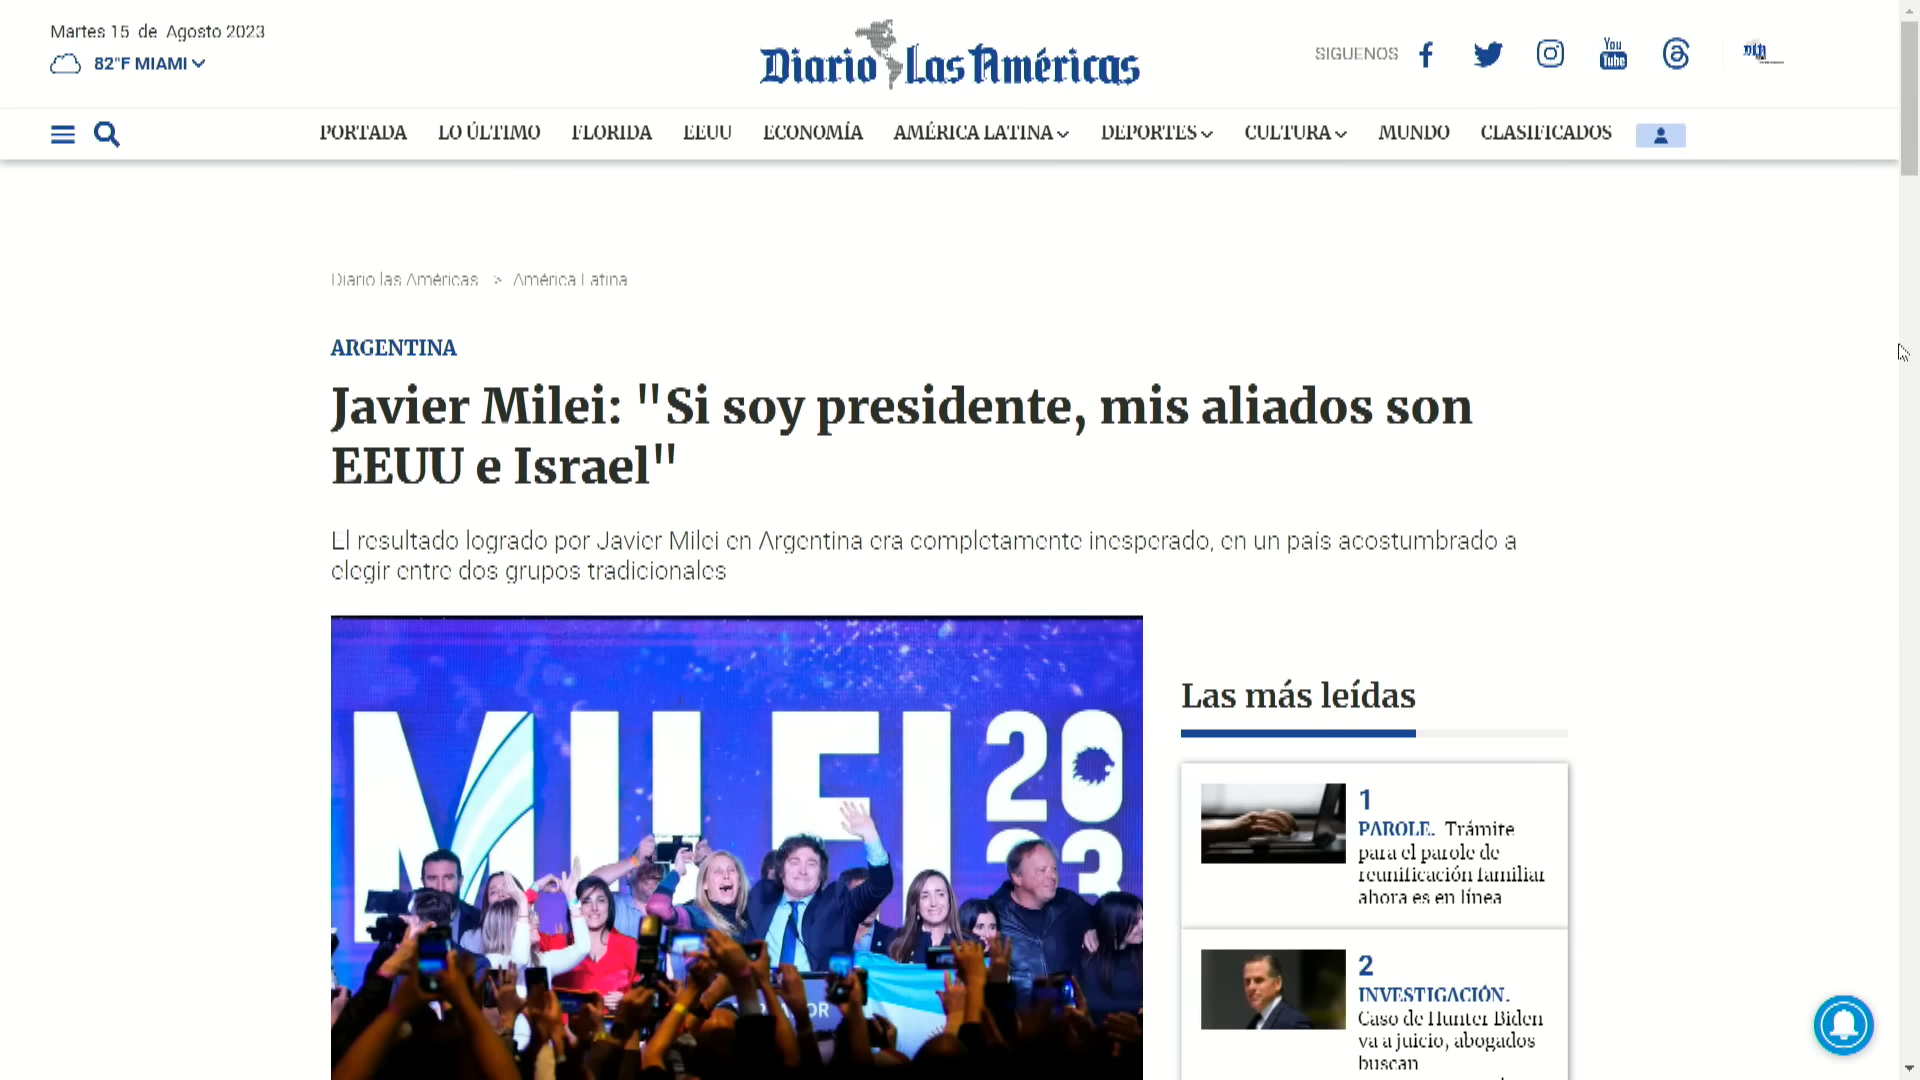 Martes 15 de Agosto 2023
82°F MIAMI
Diario Las Américas
SIGUENOS
You
Tube
PORTADA LO ÚLTIMO FLORIDA EEUU ECONOMÍA AMÉRICA LATINA DEPORTES CULTURA MUNDO CLASIFICADOS
Diario las Américas > América Latina
ARGENTINA
Javier Milei: "Si soy presidente, mis aliados son
EEUU e Israel"
El resultado logrado por Javier Milei en Argentina era completamente inesperado, en un país acostumbrado a
elegir entre dos grupos tradicionales
MILEI 2023
Las más leídas
1
PAROLE. Trámite
para el parole de
reunificación familiar
ahora es en línea
2
INVESTIGACIÓN.
Caso de Hunter Biden
va a juicio, abogados
buscan